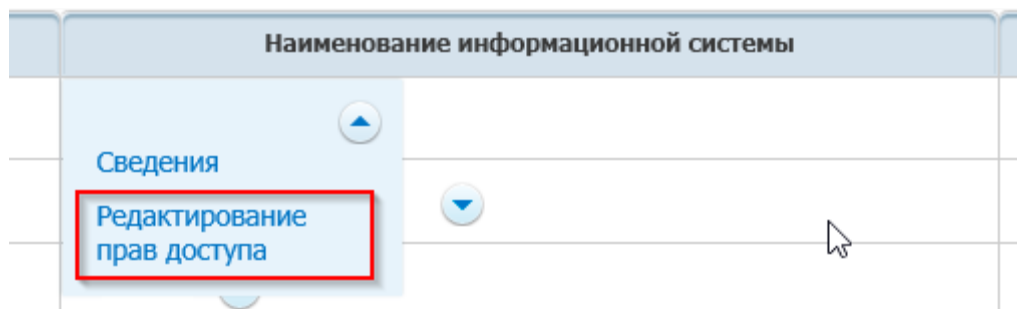 Наименование информационной системы
Сведения
Редактирование
прав доступа